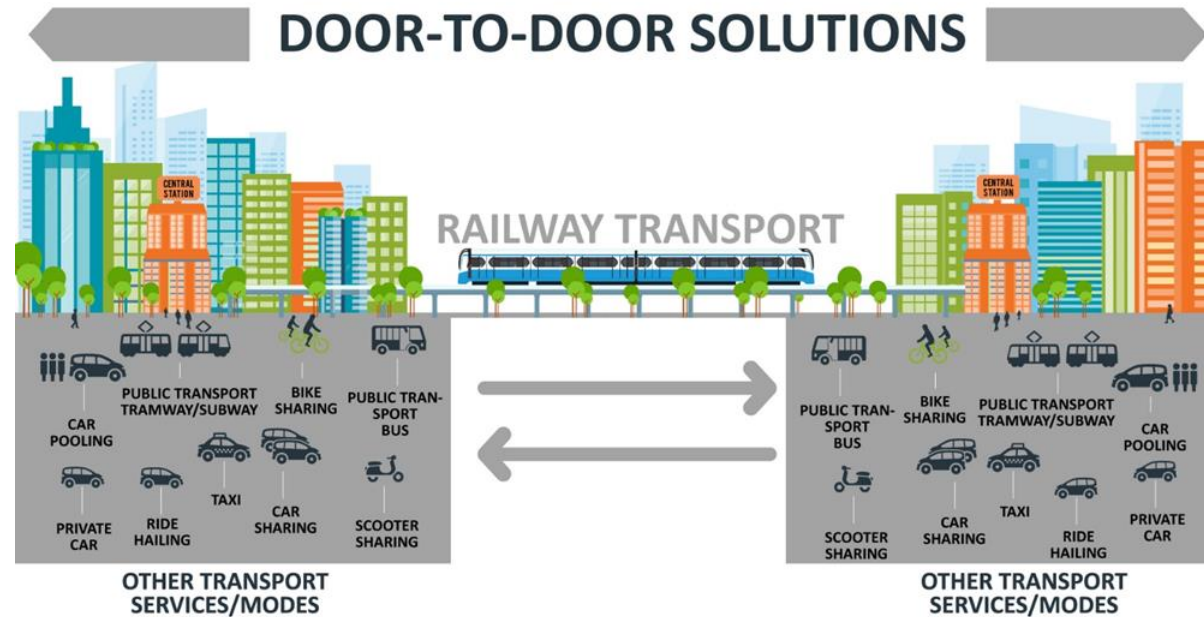 DOOR-TO-DOOR SOLUTIONS
CENTRAL
STATION
RAILWAY TRANSPORT
CENTRAL
STATION
CAR
POOLING
PUBLIC TRANSPORT
TRAMWAY/SUBWAY
BIKE
SHARING
PUBLIC TRAN-
SPORT
BUS
PRIVATE
CAR
RIDE
HAILING
TAXI
CAR
SHARING
SCOOTER
SHARING
OTHER TRANSPORT
SERVICES/MODES
PUBLIC TRAN-
SPORT
BUS
BIKE
SHARING
PUBLIC TRANSPORT
TRAMWAY/SUBWAY
CAR
POOLING
SCOOTER
SHARING
CAR
SHARING
TAXI
RIDE
HAILING
PRIVATE
CAR
OTHER TRANSPORT
SERVICES/MODES